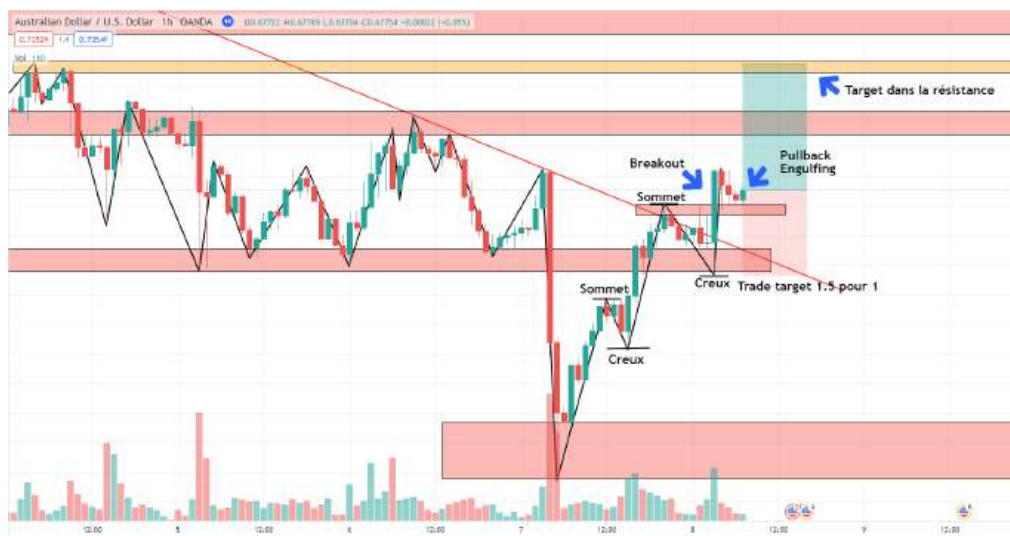 Australian Dollar / U.S. Dollar · 1h · OANDA
Vol
Target dans la résistance
Pullback
Engulfing
Breakout
Sommet
Creux
Trade target 1.5 pour 1
Sommet
Creux
12:00 5 12:00 6 12:00 7 12:00 8 12:00 9 12:00